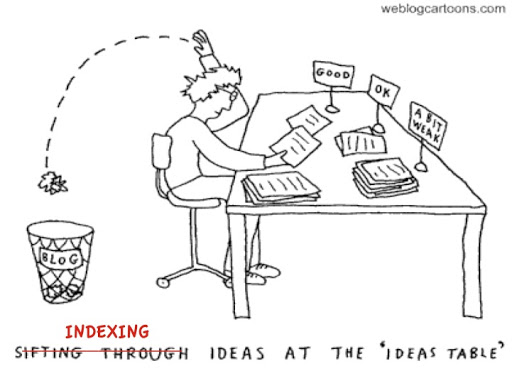 weblogcartoons.com
GOOD
OK
A BIT
WEAK
BLOG
INDEXING
SIFTING THROUGH IDEAS AT THE 'IDEAS TABLE'